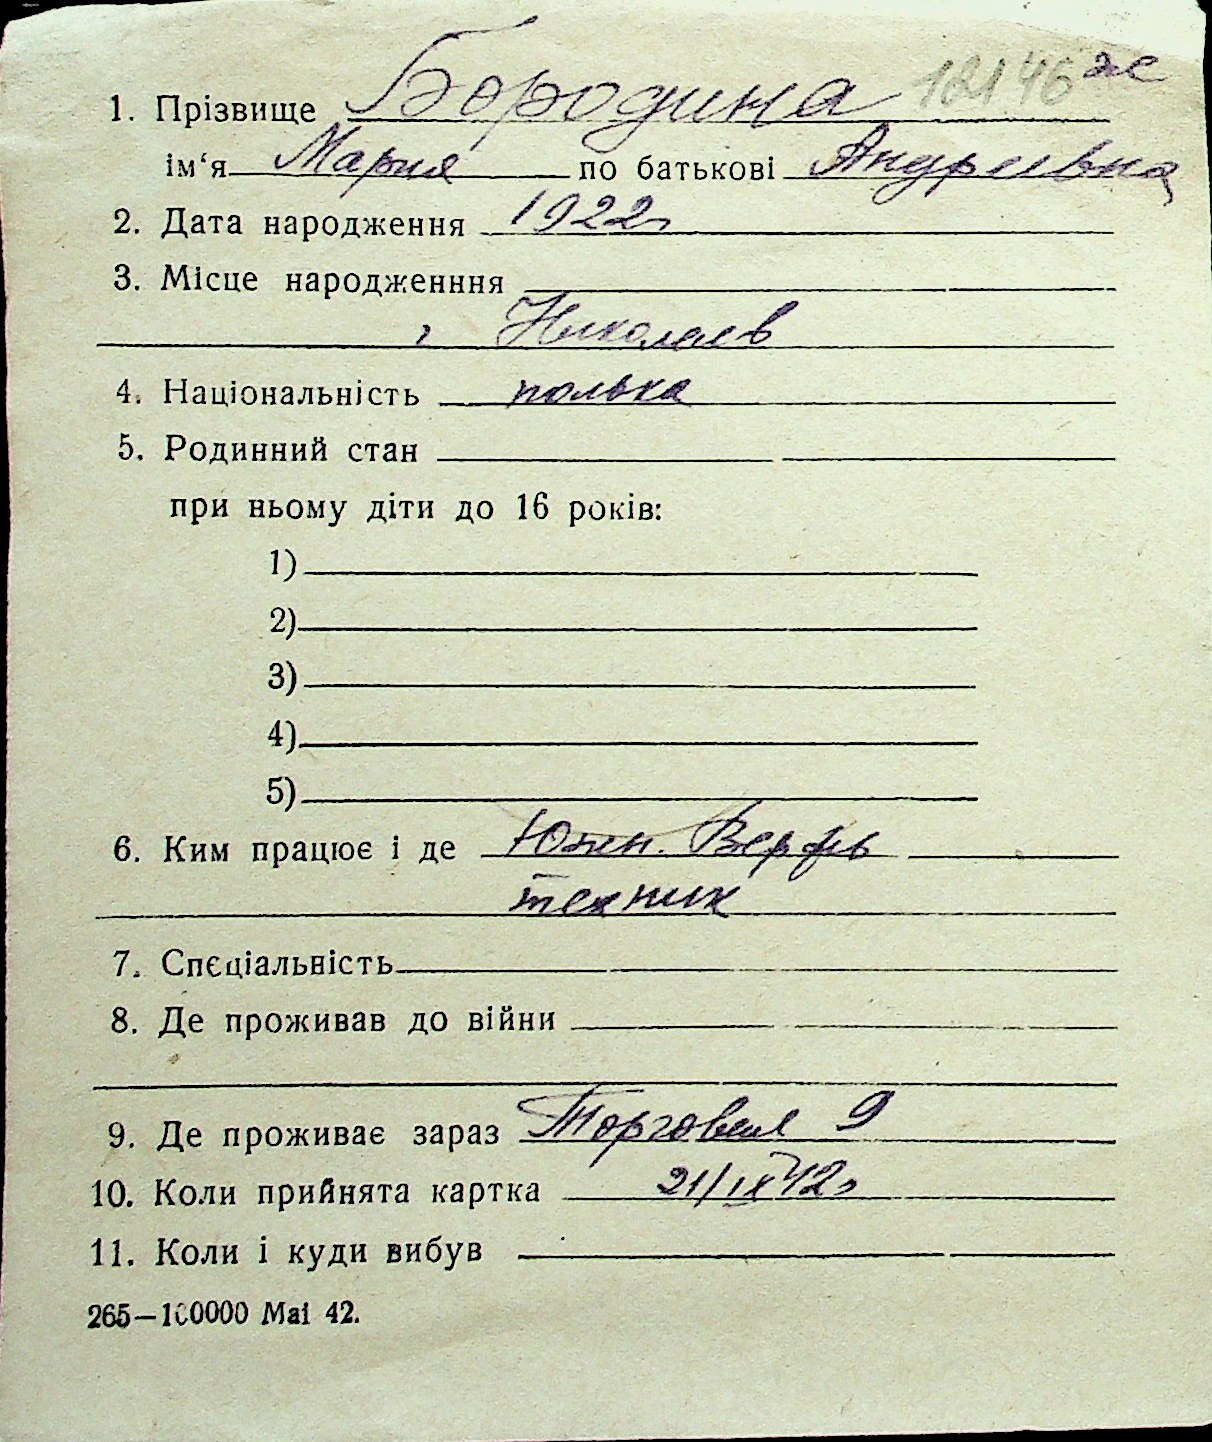 12146 ж
1. Прізвище Бородина
ім‘я Мария по батькові Андреевна
2. Дата народження 1922г
3. Місце народженння
г Николаев
4. Національність полька
5. Родинний стан
при ньому діти до 16 років:
1)
2)
3)
4)
5)
6. Ким працює і де Южн. Верфь
техник
7. Спєціальність
8. Де проживав до війни
9. Де проживає зараз Торговая 9
10. Коли прийнята картка 21/IX 42г
11. Коли і куди вибув
265—100000 Mai 42.